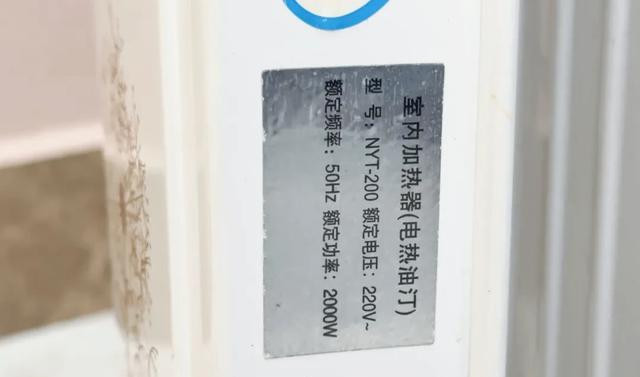 室内加热器(电热油汀)
型 号：NYT-200 额定电压：220V~
额定频率：50Hz 额定功率：2000W